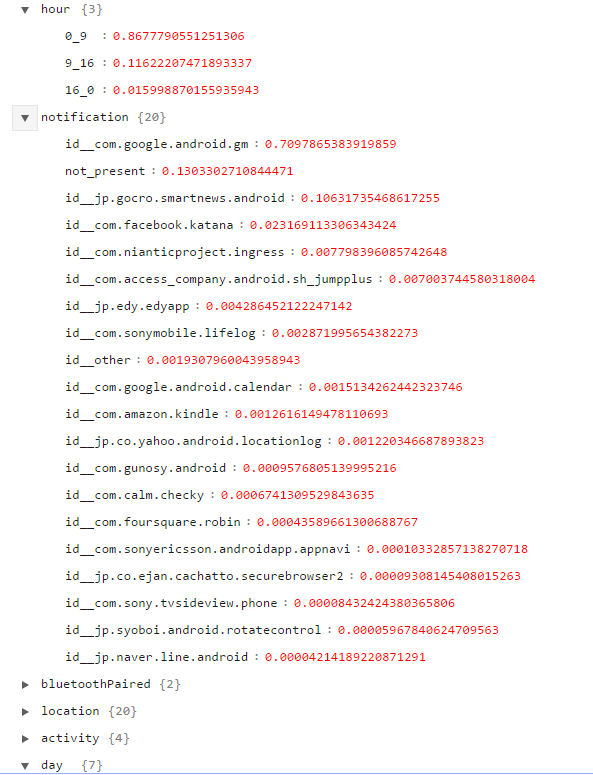 ▼ hour {3}
0_9 : 0.8677790551251306
9_16 : 0.11622207471893337
16_0 : 0.015998870155935943
▼ notification {20}
id__com.google.android.gm : 0.7097865383919859
not_present : 0.1303302710844471
id__jp.gocro.smartnews.android : 0.10631735468617255
id__com.facebook.katana : 0.023169113306343424
id__com.nianticproject.ingress : 0.007798396085742648
id__com.access_company.android.sh_jumpplus : 0.007003744580318004
id__jp.edy.edyapp : 0.004286452122247142
id__com.sonymobile.lifelog : 0.002871995654382273
id__other : 0.0019307960043958943
id__com.google.android.calendar : 0.0015134262442323746
id__com.amazon.kindle : 0.0012616149478110693
id__jp.co.yahoo.android.locationlog : 0.001220346687893823
id__com.gunosy.android : 0.0009576805139995216
id__com.calm.checky : 0.0006741309529843635
id__com.foursquare.robin : 0.00043589661300688767
id__com.sonyericsson.androidapp.appnavi : 0.00010332857138270718
id__jp.co.ejan.cachatto.securebrowser2 : 0.00009308145408015263
id__com.sony.tvsideview.phone : 0.00008432424380365806
id__jp.syoboi.android.rotatecontrol : 0.00005967840624709563
id__jp.naver.line.android : 0.00004214189220871291
▶ bluetoothPaired {2}
▶ location {20}
▶ activity {4}
▼ day {7}